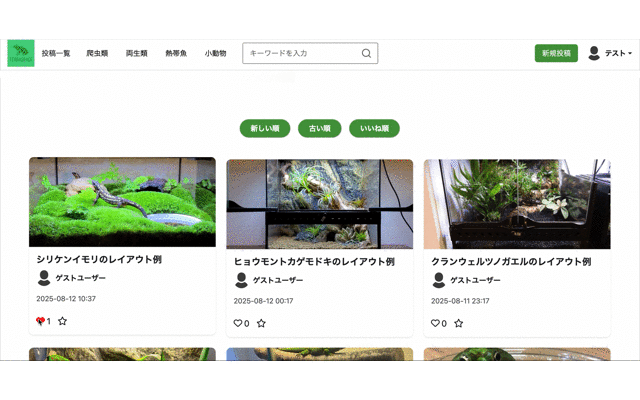 投稿一覧 爬虫類 両生類 熱帯魚 小動物 キーワードを入力 新規投稿 テスト
新しい順 古い順 いいね順
シリケンイモリのレイアウト例
ゲストユーザー
2025-08-12 10:37
1
ヒョウモントカゲモドキのレイアウト例
ゲストユーザー
2025-08-12 00:17
0
クランウェルツノガエルのレイアウト例
ゲストユーザー
2025-08-11 23:17
0